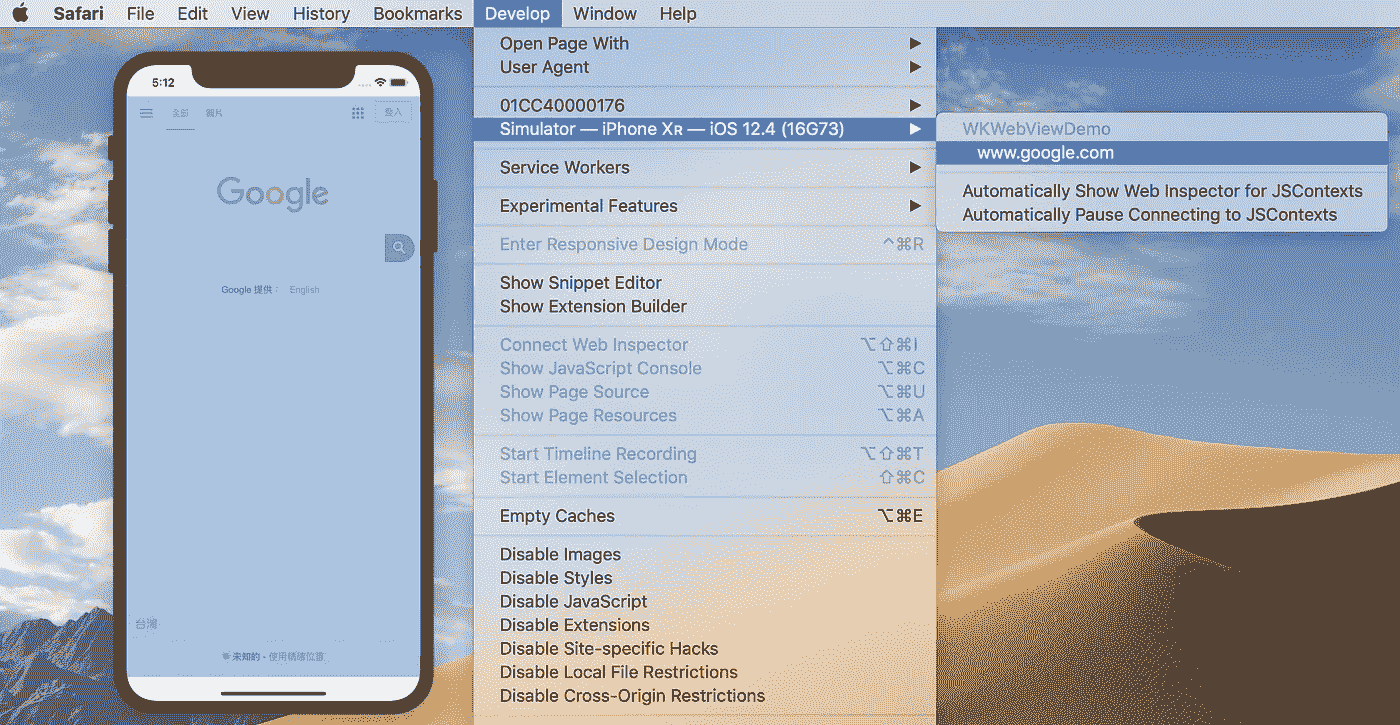 Safari File Edit View History Bookmarks Develop Window Help
5:12
全部 圖片 登入
Google
Google 提供： English
台灣
未知的 - 使用精確位置
Open Page With
User Agent
01CC40000176
Simulator — iPhone Xʀ — iOS 12.4 (16G73)
Service Workers
Experimental Features
Enter Responsive Design Mode ^⌘R
Show Snippet Editor
Show Extension Builder
Connect Web Inspector ⌥⇧⌘I
Show JavaScript Console ⌥⌘C
Show Page Source ⌥⌘U
Show Page Resources ⌥⌘A
Start Timeline Recording ⌥⇧⌘T
Start Element Selection ⇧⌘C
Empty Caches ⌥⌘E
Disable Images
Disable Styles
Disable JavaScript
Disable Extensions
Disable Site-specific Hacks
Disable Local File Restrictions
Disable Cross-Origin Restrictions
WKWebViewDemo
www.google.com
Automatically Show Web Inspector for JSContexts
Automatically Pause Connecting to JSContexts